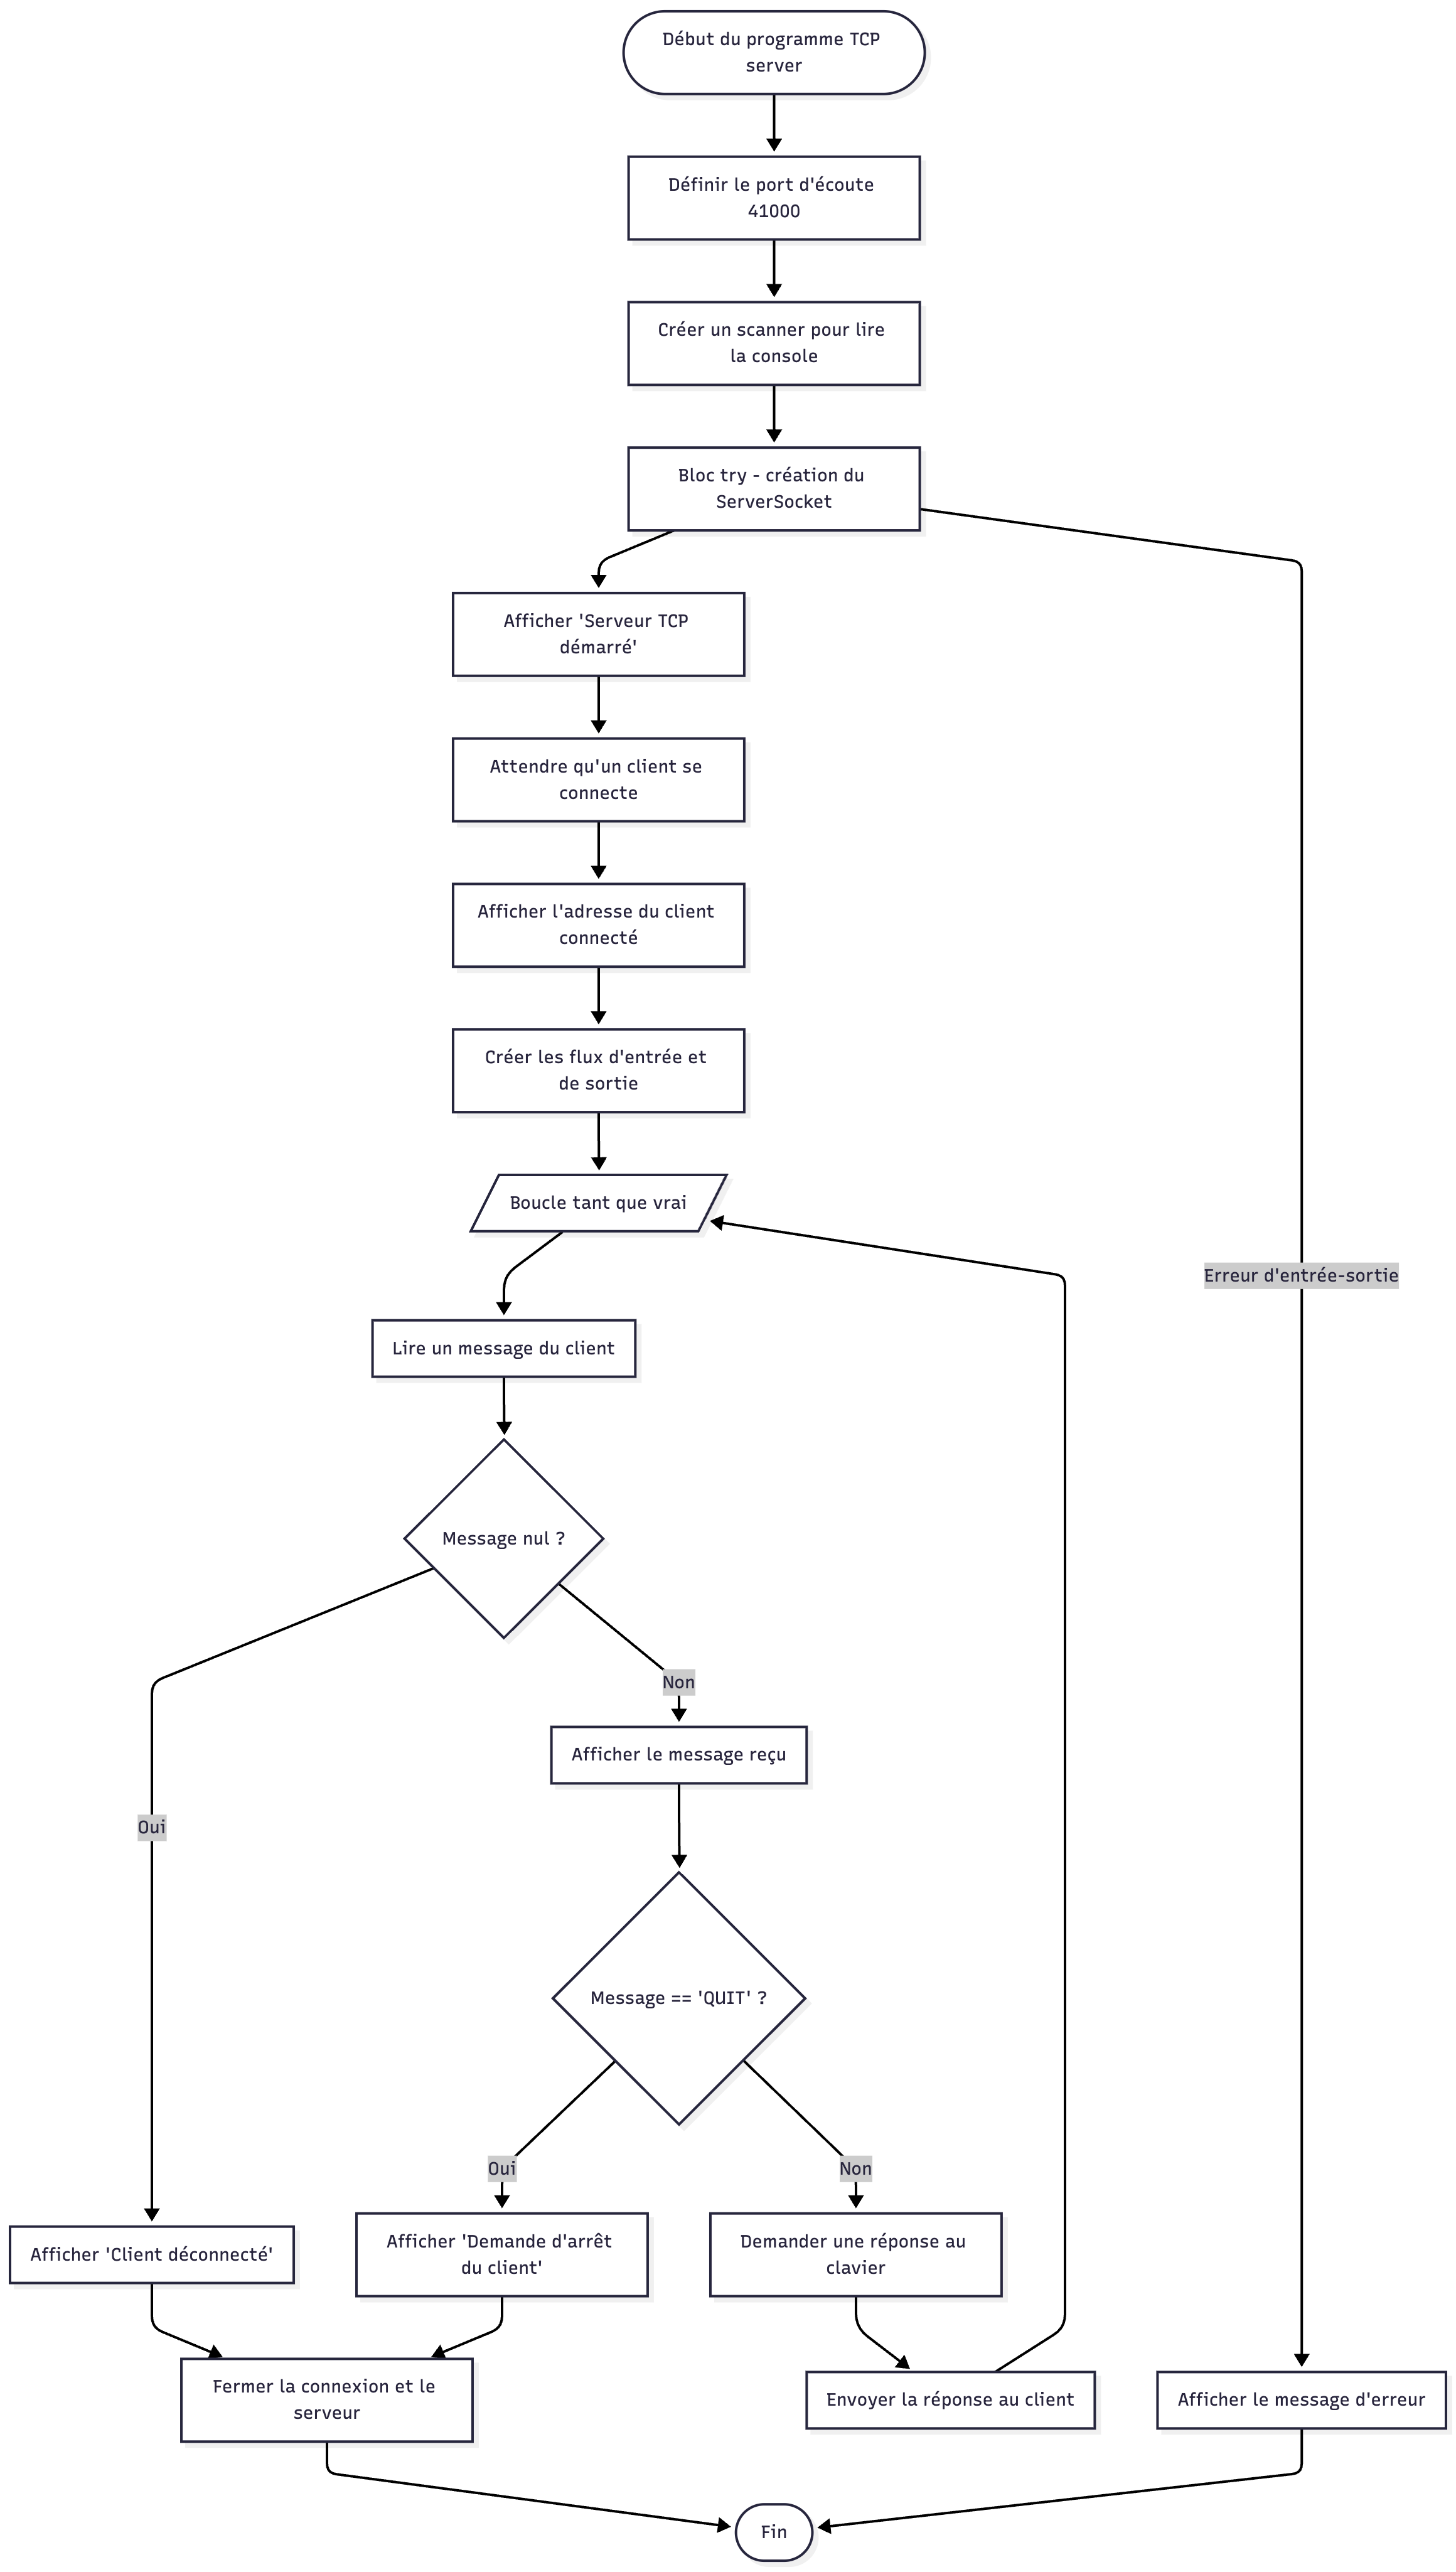 Début du programme TCP
server
Définir le port d'écoute
41000
Créer un scanner pour lire
la console
Bloc try - création du
ServerSocket
Afficher 'Serveur TCP
démarré'
Attendre qu'un client se
connecte
Afficher l'adresse du client
connecté
Créer les flux d'entrée et
de sortie
Boucle tant que vrai
Erreur d'entrée-sortie
Lire un message du client
Message nul ?
Non
Afficher le message reçu
Oui
Message == 'QUIT' ?
Oui
Non
Afficher 'Client déconnecté'
Afficher 'Demande d'arrêt
du client'
Demander une réponse au
clavier
Fermer la connexion et le
serveur
Envoyer la réponse au client
Afficher le message d'erreur
Fin